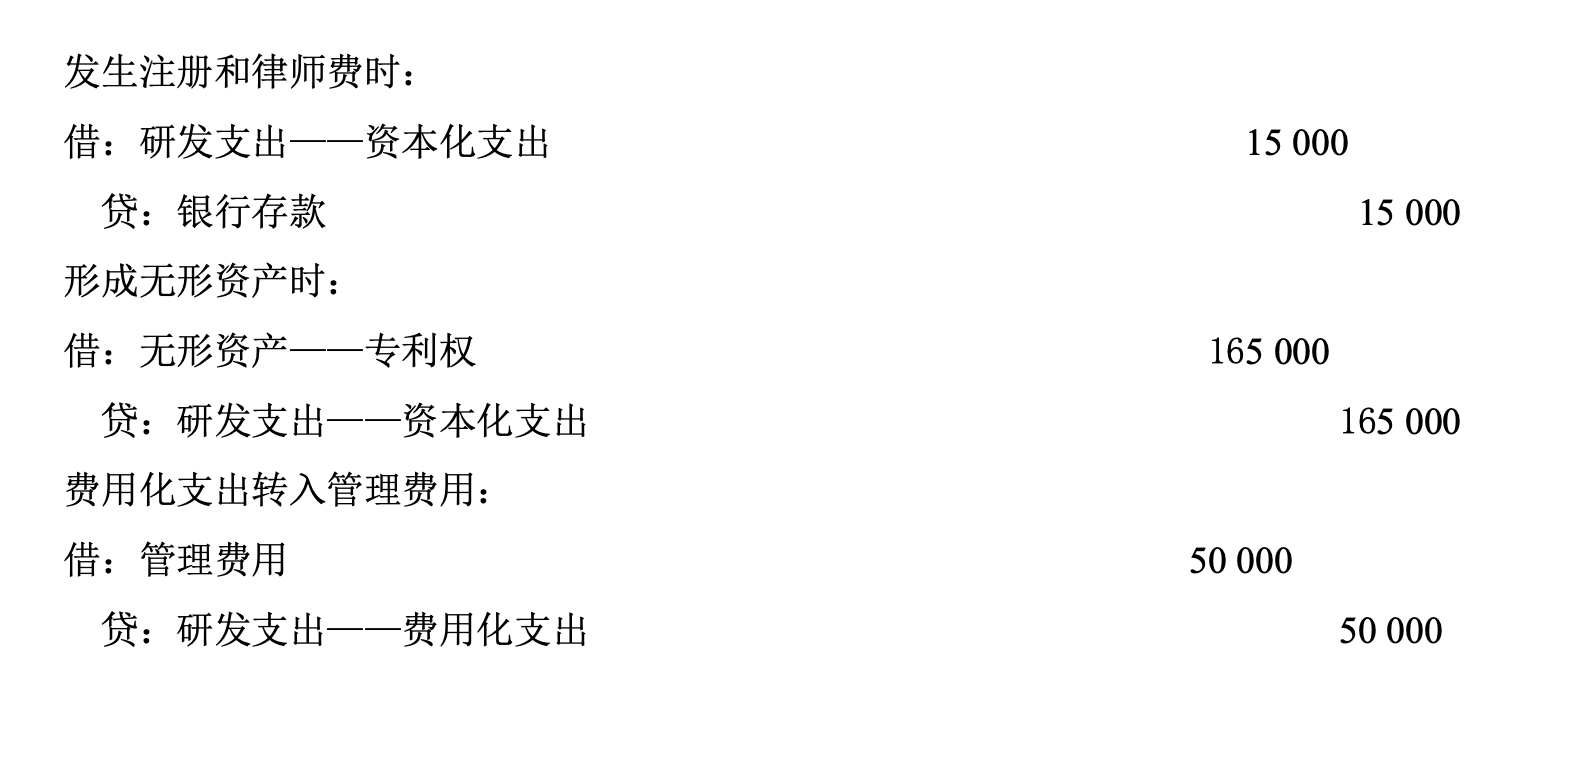 发生注册和律师费时：
借：研发支出——资本化支出 15 000
贷：银行存款 15 000
形成无形资产时：
借：无形资产——专利权 165 000
贷：研发支出——资本化支出 165 000
费用化支出转入管理费用：
借：管理费用 50 000
贷：研发支出——费用化支出 50 000